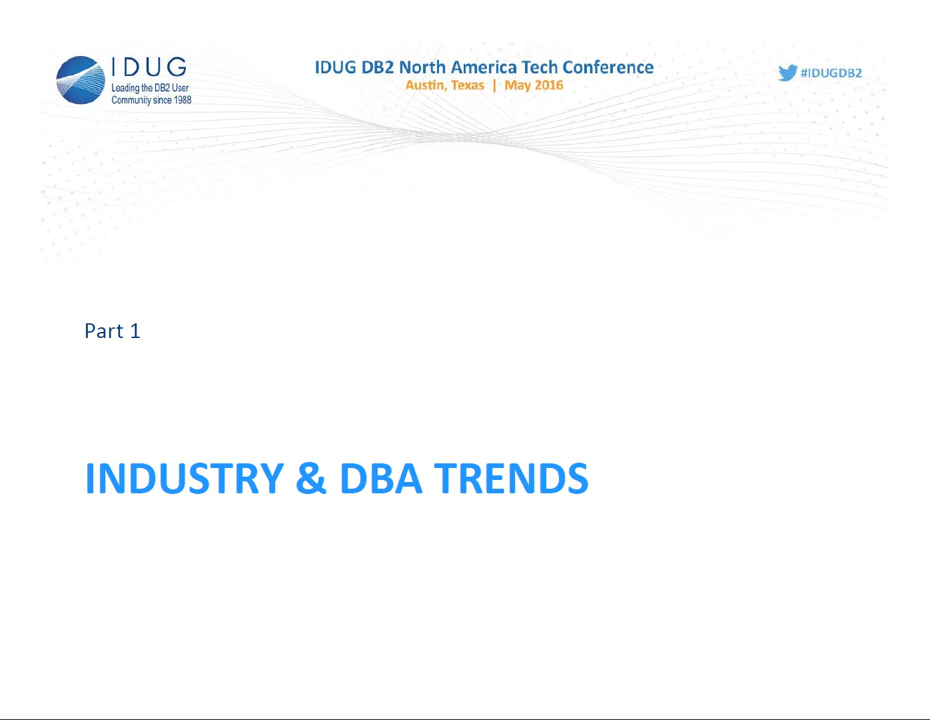 IDUG
Leading the DB2 User
Community since 1988
IDUG DB2 North America Tech Conference
Austin, Texas | May 2016
#IDUGDB2
Part 1
INDUSTRY & DBA TRENDS